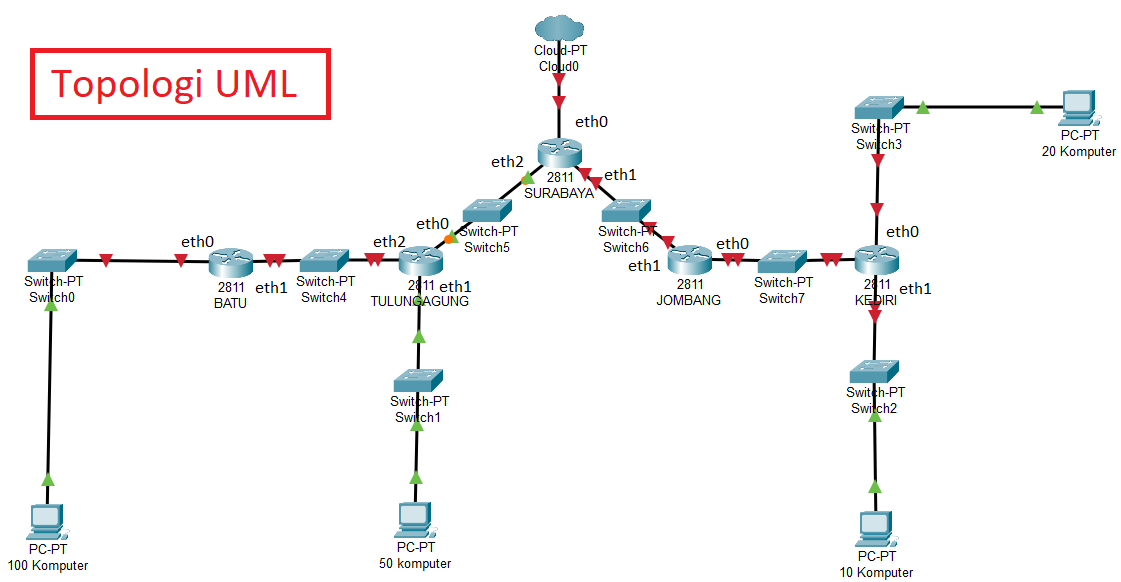 Topologi UML
Cloud-PT
Cloud0
eth0
eth2
2811
SURABAYA
eth1
Switch-PT
Switch3
PC-PT
20 Komputer
eth0
Switch-PT
Switch5
Switch-PT
Switch6
eth0
Switch-PT
Switch0
eth0
2811
BATU
eth1
Switch-PT
Switch4
eth2
2811
TULUNGAGUNG
eth1
eth1
2811
JOMBANG
eth0
Switch-PT
Switch7
2811
KEDIRI
eth1
Switch-PT
Switch1
Switch-PT
Switch2
PC-PT
100 Komputer
PC-PT
50 komputer
PC-PT
10 Komputer